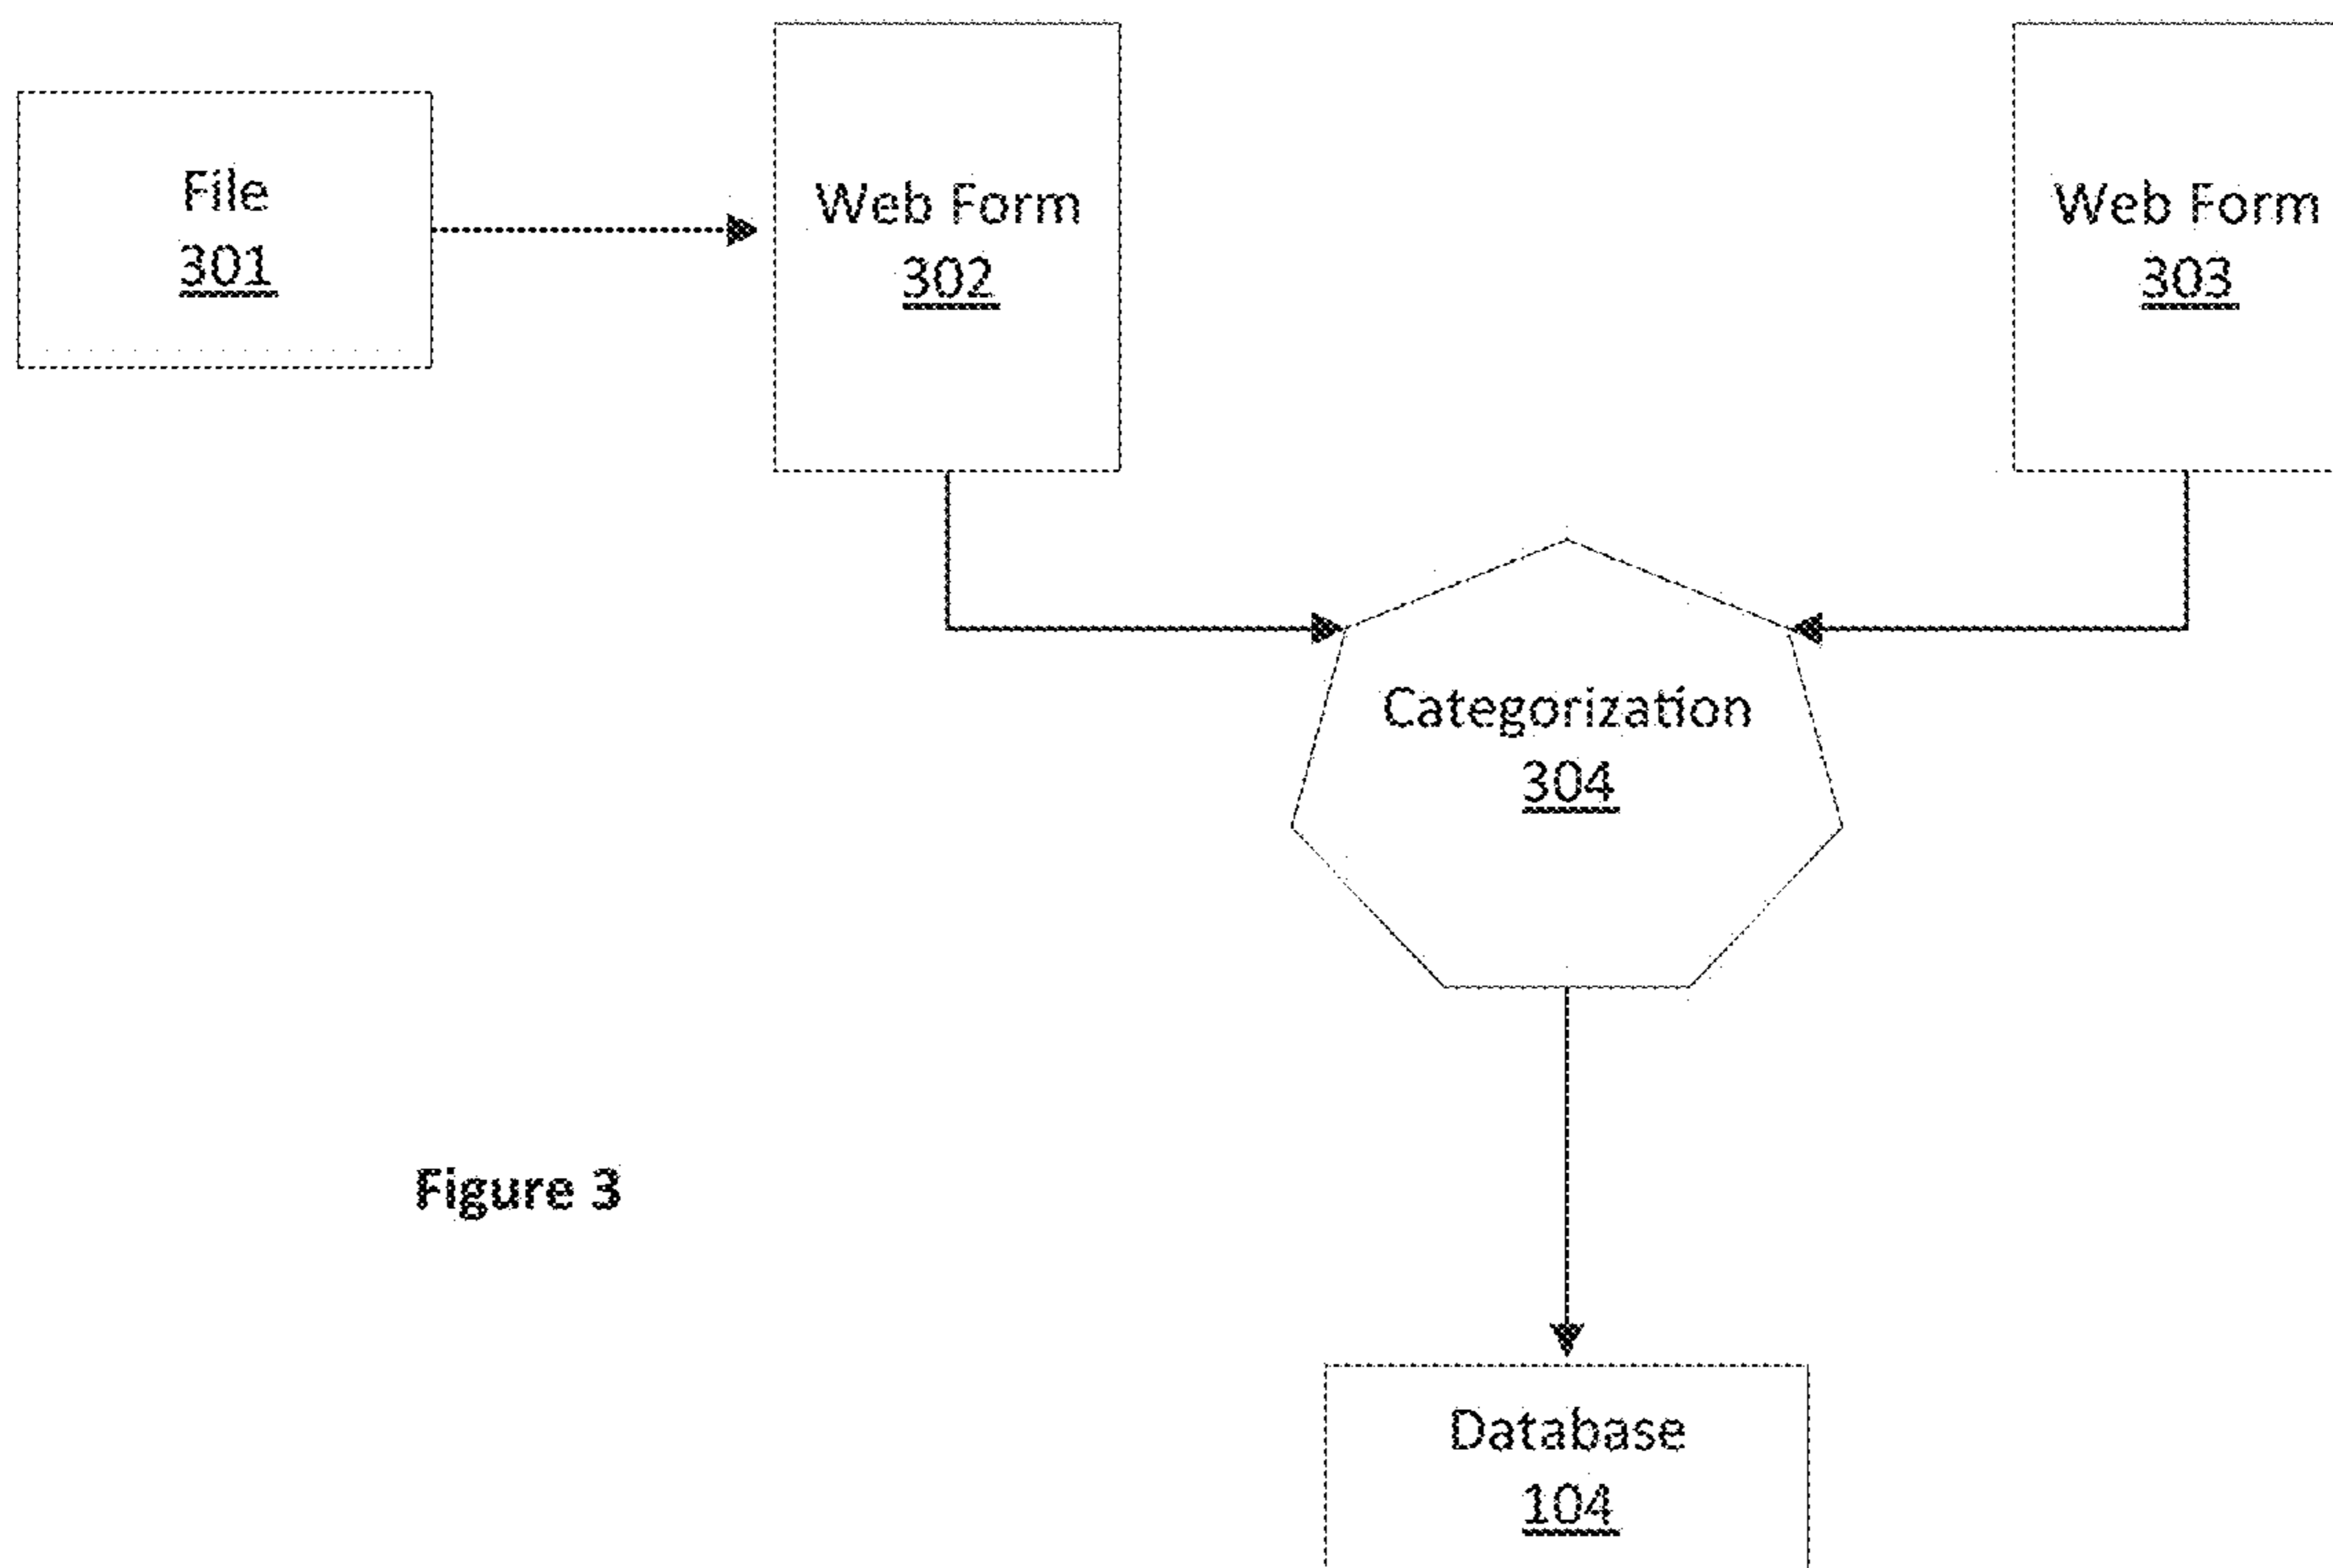 File
301
Web Form
302
Web Form
303
Categorization
304
Figure 3
Database
104